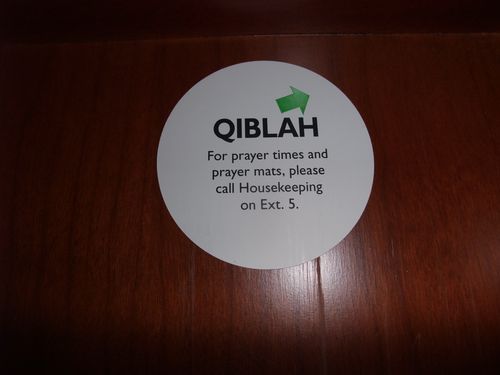 QIBLAH
For prayer times and
prayer mats, please
call Housekeeping
on Ext. 5.